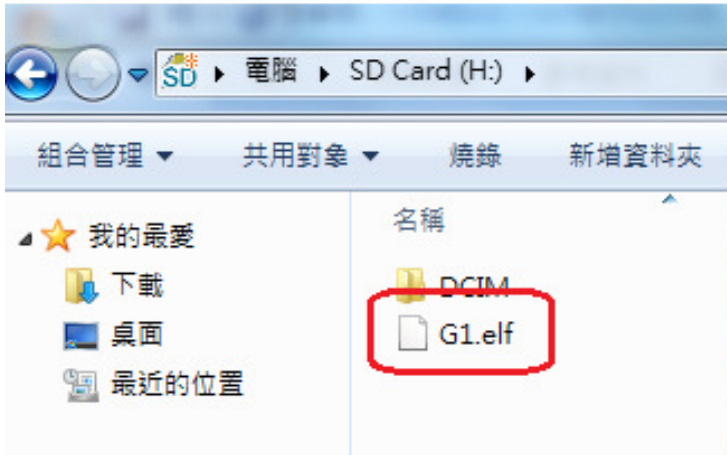 SD ▸ 電腦 ▸ SD Card (H:) ▸
組合管理 ▼ 共用對象 ▼ 燒錄 新增資料夾
我的最愛
下載
桌面
最近的位置
名稱
DCIM
G1.elf